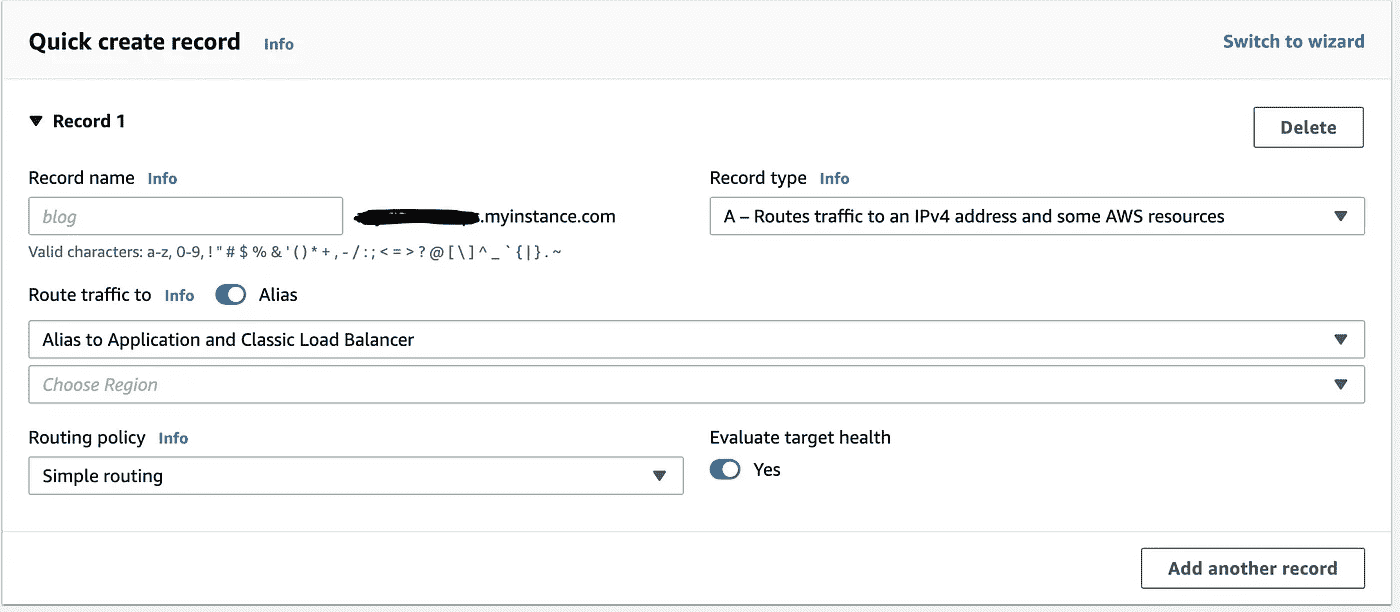 Quick create record Info Switch to wizard
▼ Record 1
Delete
Record name Info Record type Info
blog .myinstance.com A – Routes traffic to an IPv4 address and some AWS resources
Valid characters: a-z, 0-9, ! " # $ % & ' ( ) * + , - / : ; < = > ? @ [ \ ] ^ _ ` { | } . ~
Route traffic to Info Alias
Alias to Application and Classic Load Balancer
Choose Region
Routing policy Info Evaluate target health
Simple routing Yes
Add another record